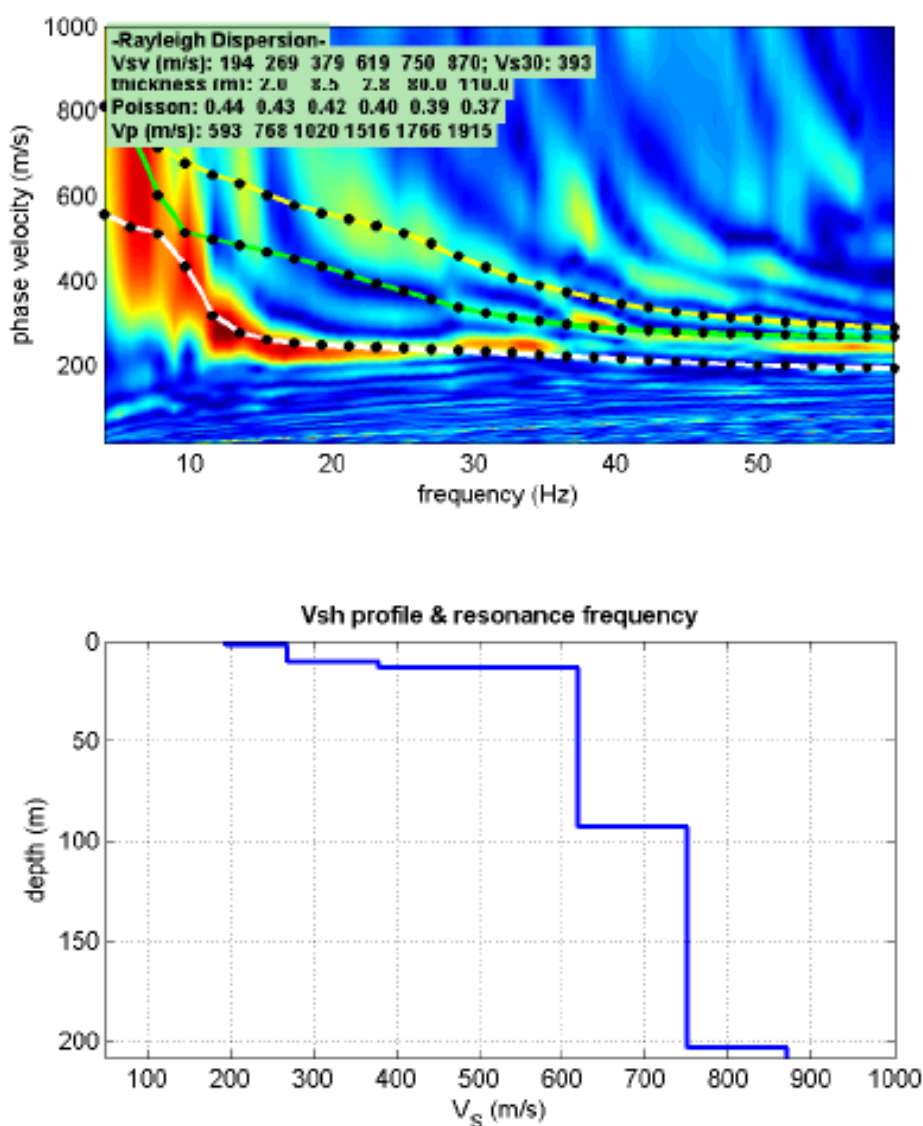 1000
-Rayleigh Dispersion-
Vsv (m/s): 194 269 379 619 750 870; Vs30: 393
thickness (m): 2.0 8.5 2.8 80.0 110.0
Poisson: 0.44 0.43 0.42 0.40 0.39 0.37
Vp (m/s): 593 768 1020 1516 1766 1915
800
600
400
200
phase velocity (m/s)
10 20 30 40 50
frequency (Hz)
Vsh profile & resonance frequency
0
50
100
150
200
depth (m)
100 200 300 400 500 600 700 800 900 1000
VS (m/s)